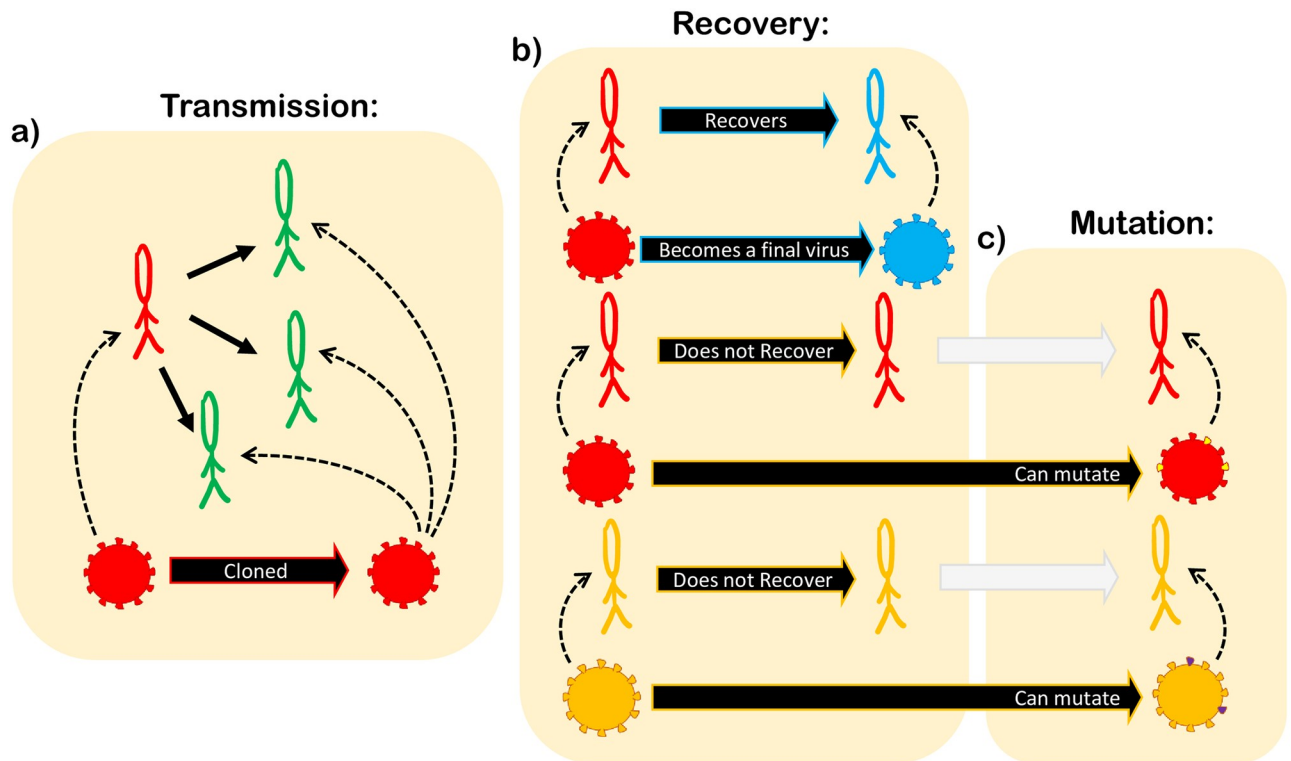 a)
Transmission:
Cloned
b)
Recovery:
Recovers
Becomes a final virus
Does not Recover
Can mutate
Does not Recover
Can mutate
c)
Mutation: